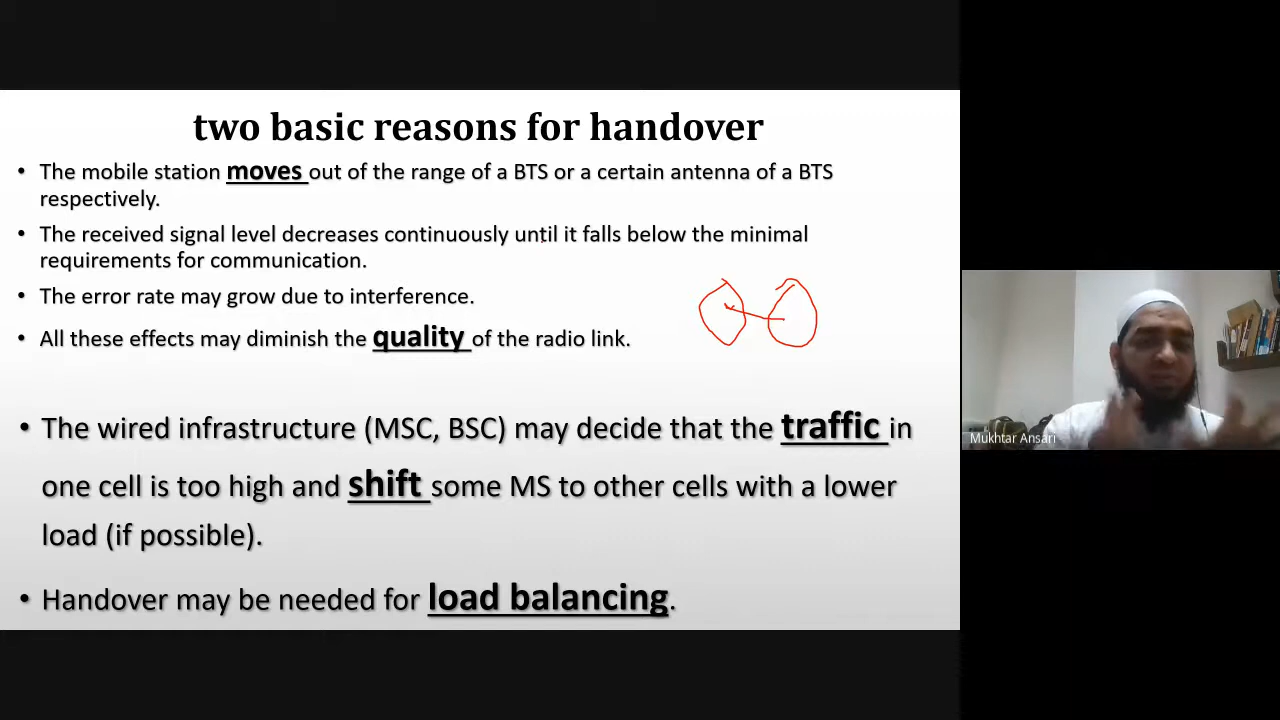 two basic reasons for handover
• The mobile station moves out of the range of a BTS or a certain antenna of a BTS
respectively.
• The received signal level decreases continuously until it falls below the minimal
requirements for communication.
• The error rate may grow due to interference.
• All these effects may diminish the quality of the radio link.
• The wired infrastructure (MSC, BSC) may decide that the traffic in
one cell is too high and shift some MS to other cells with a lower
load (if possible).
• Handover may be needed for load balancing.
Mukhtar Ansari